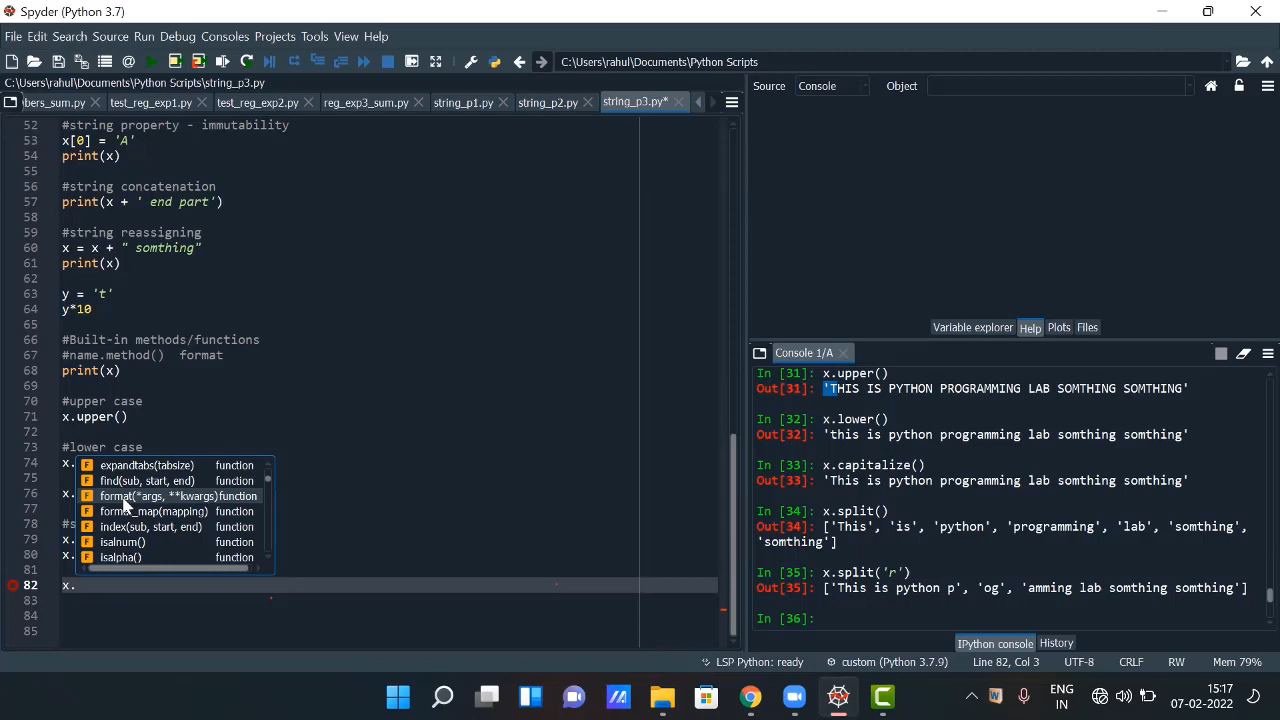 Spyder (Python 3.7)
File Edit Search Source Run Debug Consoles Projects Tools View Help
C:\Users\rahul\Documents\Python Scripts
C:\Users\rahul\Documents\Python Scripts\string_p3.py
bers_sum.py test_reg_exp1.py test_reg_exp2.py reg_exp3_sum.py string_p1.py string_p2.py string_p3.py*
52 #string property - immutability
53 x[0] = 'A'
54 print(x)
55
56 #string concatenation
57 print(x + ' end part')
58
59 #string reassigning
60 x = x + " somthing"
61 print(x)
62
63 y = 't'
64 y*10
65
66 #Built-in methods/functions
67 #name.method()  format
68 print(x)
69
70 #upper case
71 x.upper()
72
73 #lower case
74 x.
75
76 x.
77
78 #s
79 x.
80 x.
81
82 x.
83
84
85
expandtabs(tabsize) function
find(sub, start, end) function
format(*args, **kwargs)function
format_map(mapping) function
index(sub, start, end) function
isalnum() function
isalpha() function
Source Console Object
Variable explorer Help Plots Files
Console 1/A
In [31]: x.upper()
Out[31]: 'THIS IS PYTHON PROGRAMMING LAB SOMTHING SOMTHING'
In [32]: x.lower()
Out[32]: 'this is python programming lab somthing somthing'
In [33]: x.capitalize()
Out[33]: 'This is python programming lab somthing somthing'
In [34]: x.split()
Out[34]: ['This', 'is', 'python', 'programming', 'lab', 'somthing',
'somthing']
In [35]: x.split('r')
Out[35]: ['This is python p', 'og', 'amming lab somthing somthing']
In [36]:
IPython console History
LSP Python: ready custom (Python 3.7.9) Line 82, Col 3 UTF-8 CRLF RW Mem 79%
ENG
IN
15:17
07-02-2022